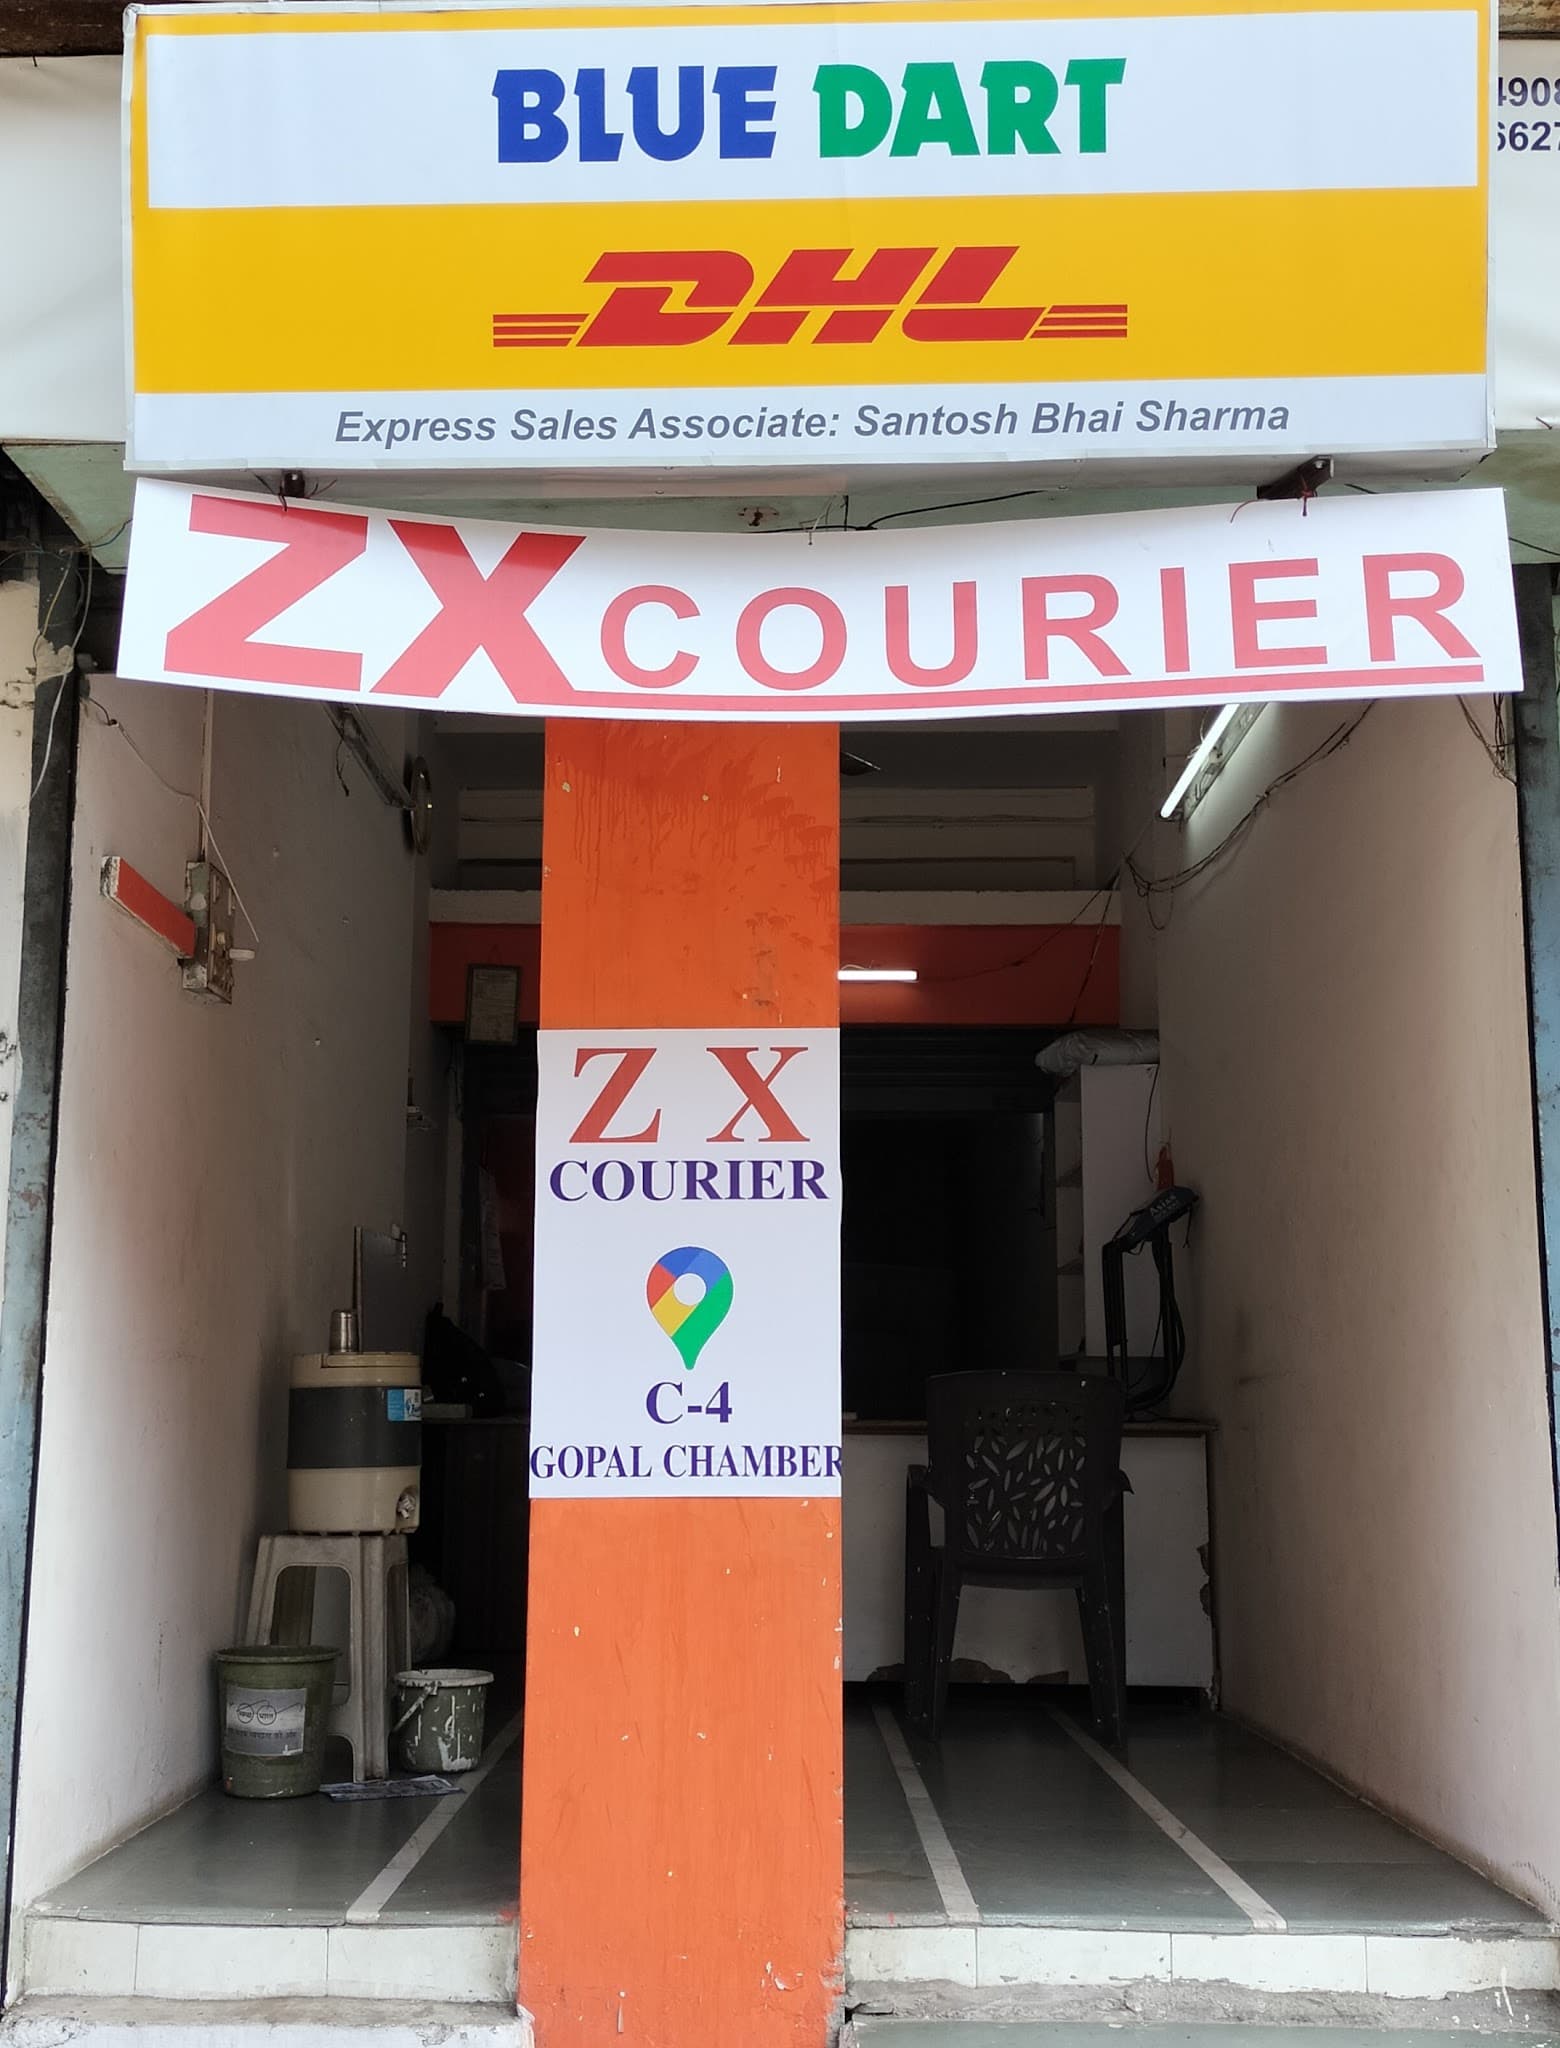 BLUE DART
DHL
Express Sales Associate: Santosh Bhai Sharma
ZX COURIER
Z X
COURIER
C-4
GOPAL CHAMBER